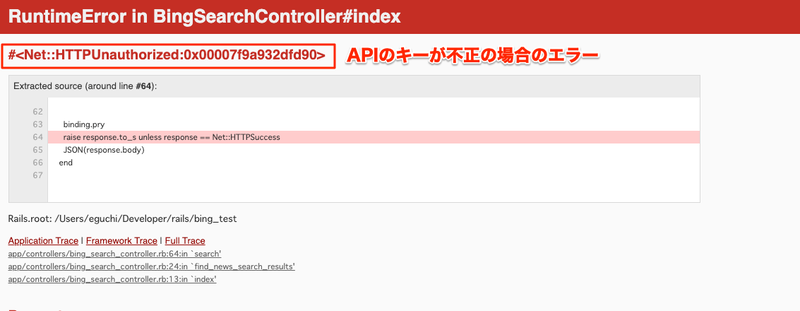 RuntimeError in BingSearchController#index
#<Net::HTTPUnauthorized:0x00007f9a932dfd90>
APIのキーが不正の場合のエラー
Extracted source (around line #64):
62
63 binding.pry
64 raise response.to_s unless response == Net::HTTPSuccess
65 JSON(response.body)
66 end
67
Rails.root: /Users/eguchi/Developer/rails/bing_test
Application Trace | Framework Trace | Full Trace
app/controllers/bing_search_controller.rb:64:in `search'
app/controllers/bing_search_controller.rb:24:in `find_news_search_results'
app/controllers/bing_search_controller.rb:13:in `index'